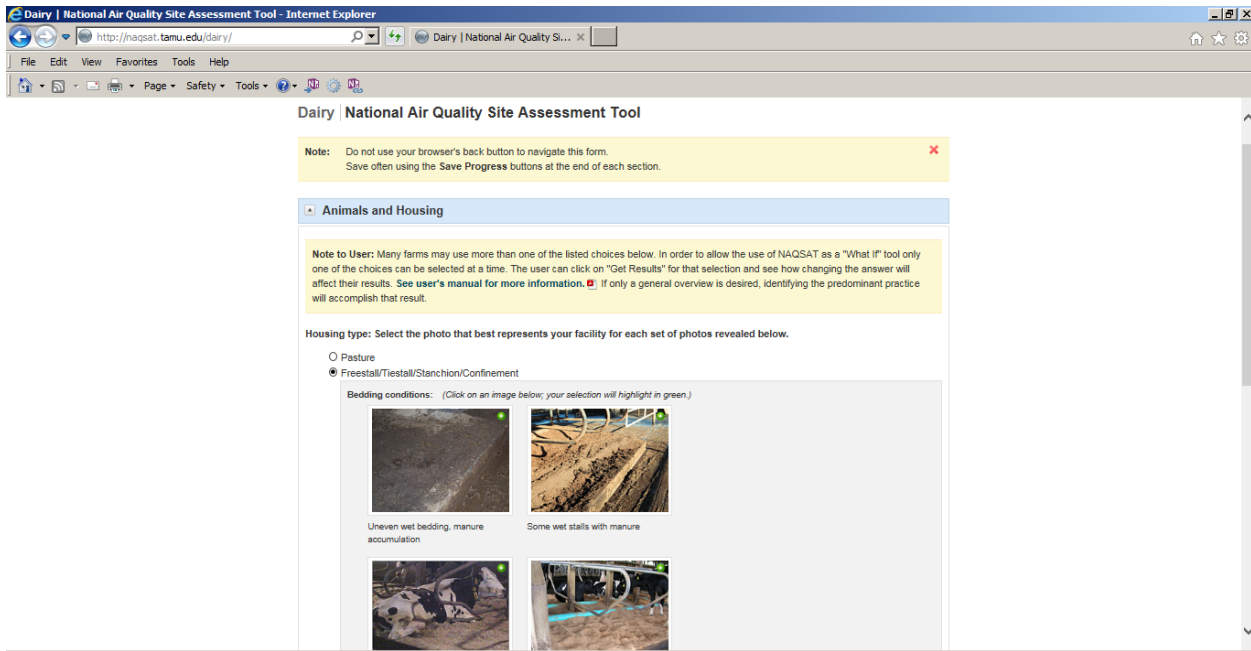 Dairy | National Air Quality Site Assessment Tool - Internet Explorer
http://naqsat.tamu.edu/dairy/
Dairy | National Air Quality Si...
File Edit View Favorites Tools Help
Page Safety Tools
Dairy | National Air Quality Site Assessment Tool
Note: Do not use your browser's back button to navigate this form.
Save often using the Save Progress buttons at the end of each section.
Animals and Housing
Note to User: Many farms may use more than one of the listed choices below. In order to allow the use of NAQSAT as a "What If" tool only
one of the choices can be selected at a time. The user can click on "Get Results" for that selection and see how changing the answer will
affect their results. See user's manual for more information. If only a general overview is desired, identifying the predominant practice
will accomplish that result.
Housing type: Select the photo that best represents your facility for each set of photos revealed below.
Pasture
Freestall/Tiestall/Stanchion/Confinement
Bedding conditions: (Click on an image below; your selection will highlight in green.)
Uneven wet bedding, manure
accumulation
Some wet stalls with manure